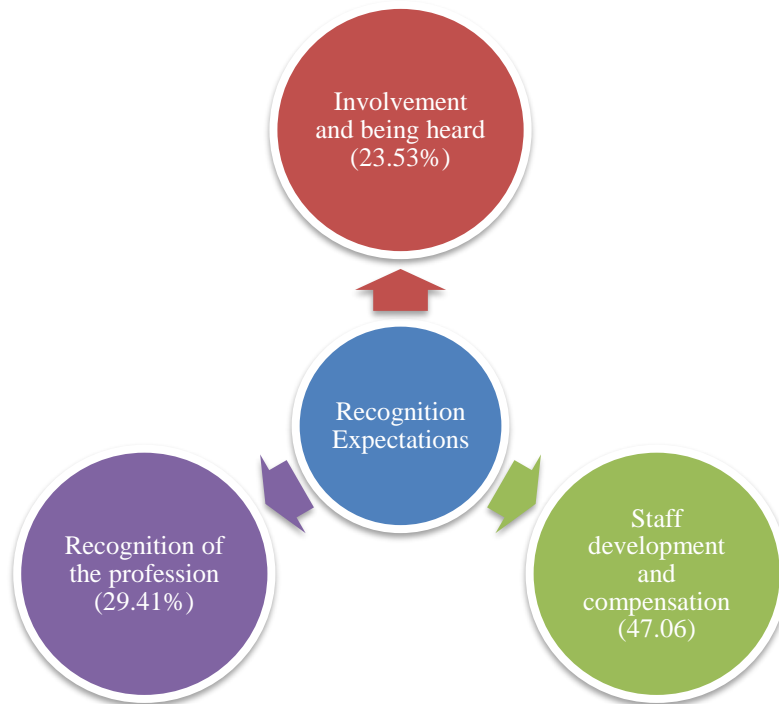 Involvement
and being heard
(23.53%)
Recognition
Expectations
Recognition of
the profession
(29.41%)
Staff
development
and
compensation
(47.06)